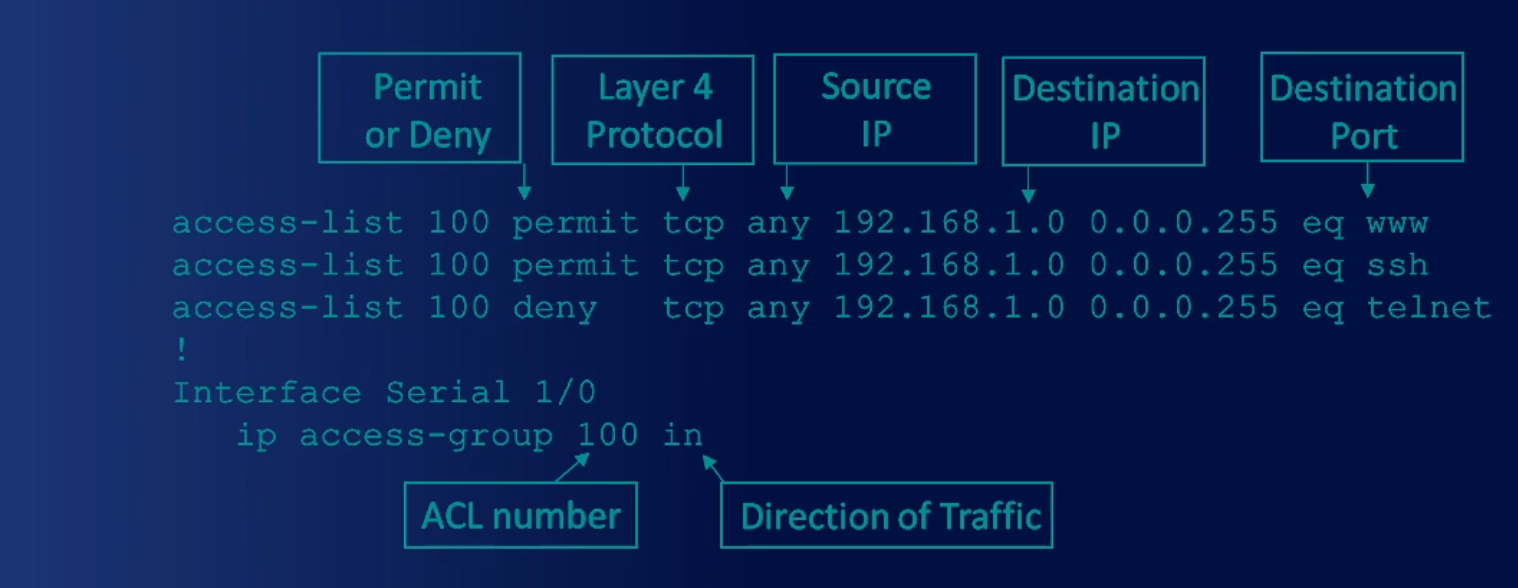 Permit
or Deny
Layer 4
Protocol
Source
IP
Destination
IP
Destination
Port
access-list 100 permit tcp any 192.168.1.0 0.0.0.255 eq www
access-list 100 permit tcp any 192.168.1.0 0.0.0.255 eq ssh
access-list 100 deny   tcp any 192.168.1.0 0.0.0.255 eq telnet
!
Interface Serial 1/0
   ip access-group 100 in
ACL number
Direction of Traffic